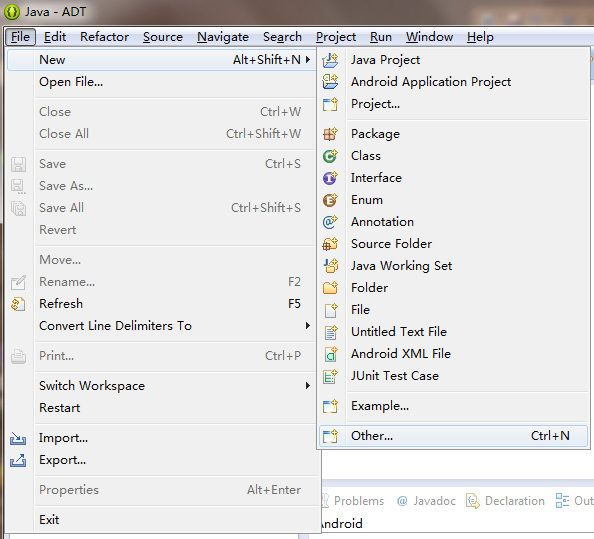 Java - ADT
File Edit Refactor Source Navigate Search Project Run Window Help
New Alt+Shift+N
Open File...
Close Ctrl+W
Close All Ctrl+Shift+W
Save Ctrl+S
Save As...
Save All Ctrl+Shift+S
Revert
Move...
Rename... F2
Refresh F5
Convert Line Delimiters To
Print... Ctrl+P
Switch Workspace
Restart
Import...
Export...
Properties Alt+Enter
Exit
Java Project
Android Application Project
Project...
Package
Class
Interface
Enum
Annotation
Source Folder
Java Working Set
Folder
File
Untitled Text File
Android XML File
JUnit Test Case
Example...
Other... Ctrl+N
Problems @ Javadoc Declaration Out
Android